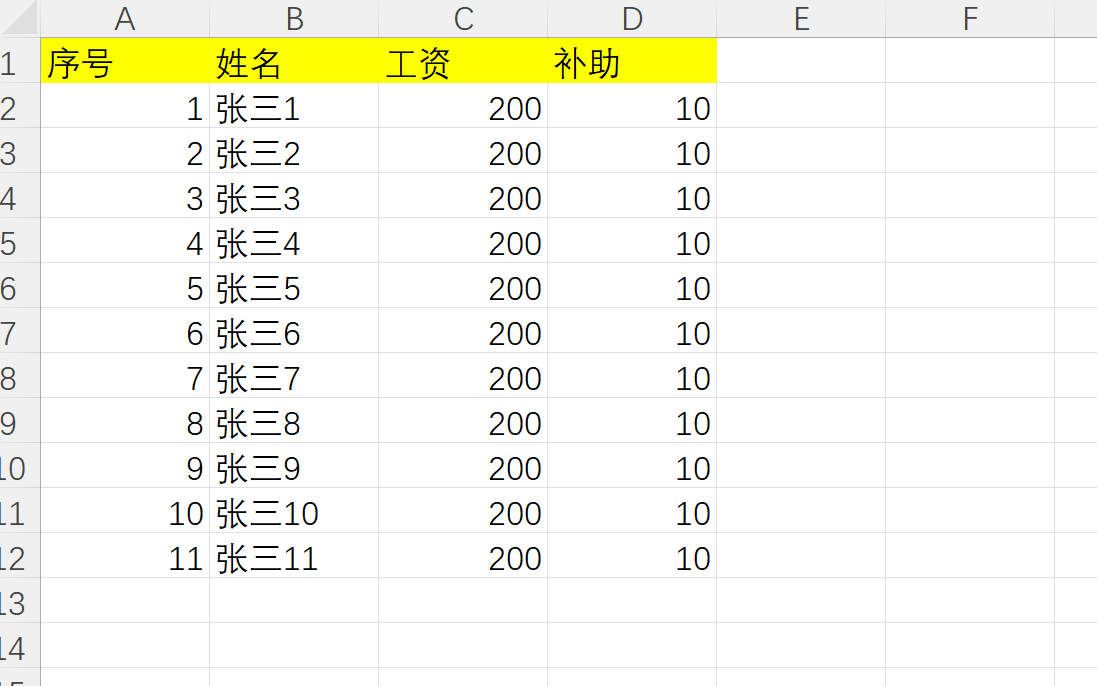 A B C D E F
1 序号 姓名 工资 补助
2 1 张三1 200 10
3 2 张三2 200 10
4 3 张三3 200 10
5 4 张三4 200 10
6 5 张三5 200 10
7 6 张三6 200 10
8 7 张三7 200 10
9 8 张三8 200 10
10 9 张三9 200 10
11 10 张三10 200 10
12 11 张三11 200 10
13
14